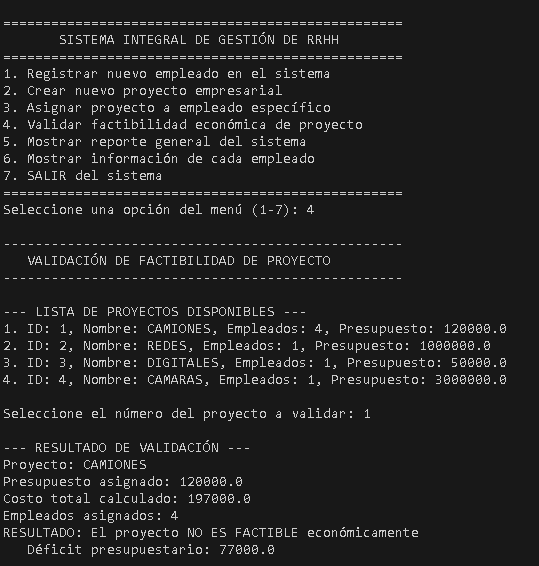 ==================================================
SISTEMA INTEGRAL DE GESTIÓN DE RRHH
==================================================
1. Registrar nuevo empleado en el sistema
2. Crear nuevo proyecto empresarial
3. Asignar proyecto a empleado específico
4. Validar factibilidad económica de proyecto
5. Mostrar reporte general del sistema
6. Mostrar información de cada empleado
7. SALIR del sistema
==================================================
Seleccione una opción del menú (1-7): 4
--------------------------------------------------
VALIDACIÓN DE FACTIBILIDAD DE PROYECTO
--------------------------------------------------
--- LISTA DE PROYECTOS DISPONIBLES ---
1. ID: 1, Nombre: CAMIONES, Empleados: 4, Presupuesto: 120000.0
2. ID: 2, Nombre: REDES, Empleados: 1, Presupuesto: 1000000.0
3. ID: 3, Nombre: DIGITALES, Empleados: 1, Presupuesto: 50000.0
4. ID: 4, Nombre: CAMARAS, Empleados: 1, Presupuesto: 3000000.0
Seleccione el número del proyecto a validar: 1
--- RESULTADO DE VALIDACIÓN ---
Proyecto: CAMIONES
Presupuesto asignado: 120000.0
Costo total calculado: 197000.0
Empleados asignados: 4
RESULTADO: El proyecto NO ES FACTIBLE económicamente
Déficit presupuestario: 77000.0